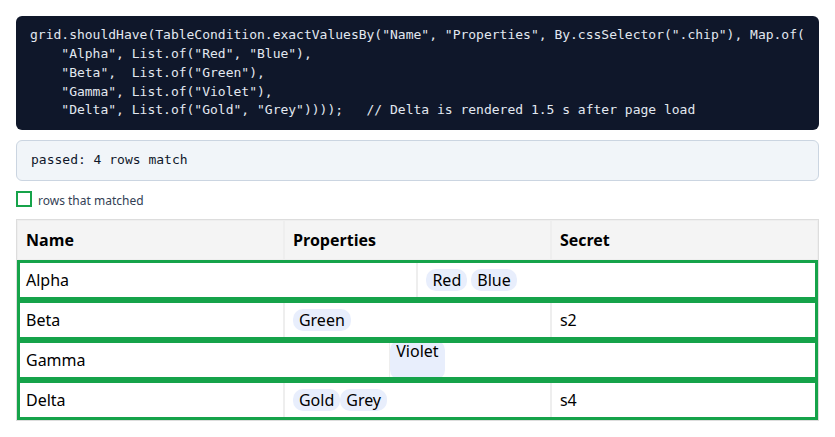 grid.shouldHave(TableCondition.exactValuesBy("Name", "Properties", By.cssSelector(".chip"), Map.of(
    "Alpha", List.of("Red", "Blue"),
    "Beta",  List.of("Green"),
    "Gamma", List.of("Violet"),
    "Delta", List.of("Gold", "Grey"))));   // Delta is rendered 1.5 s after page load
passed: 4 rows match
rows that matched
Name Properties Secret
Alpha Red Blue
Beta Green s2
Gamma Violet
Delta Gold Grey s4